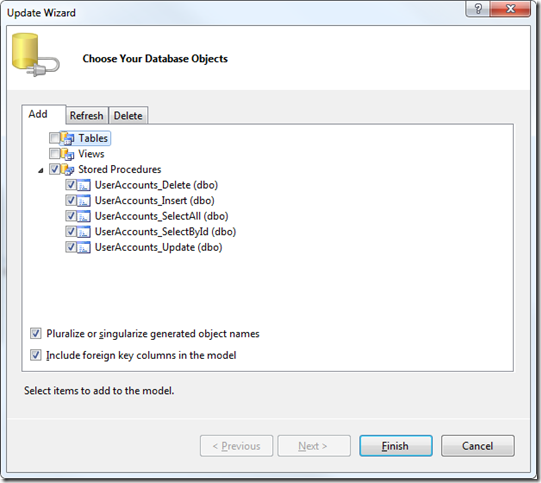 Update Wizard
?
Choose Your Database Objects
Add Refresh Delete
Tables
Views
Stored Procedures
UserAccounts_Delete (dbo)
UserAccounts_Insert (dbo)
UserAccounts_SelectAll (dbo)
UserAccounts_SelectById (dbo)
UserAccounts_Update (dbo)
Pluralize or singularize generated object names
Include foreign key columns in the model
Select items to add to the model.
< Previous Next > Finish Cancel